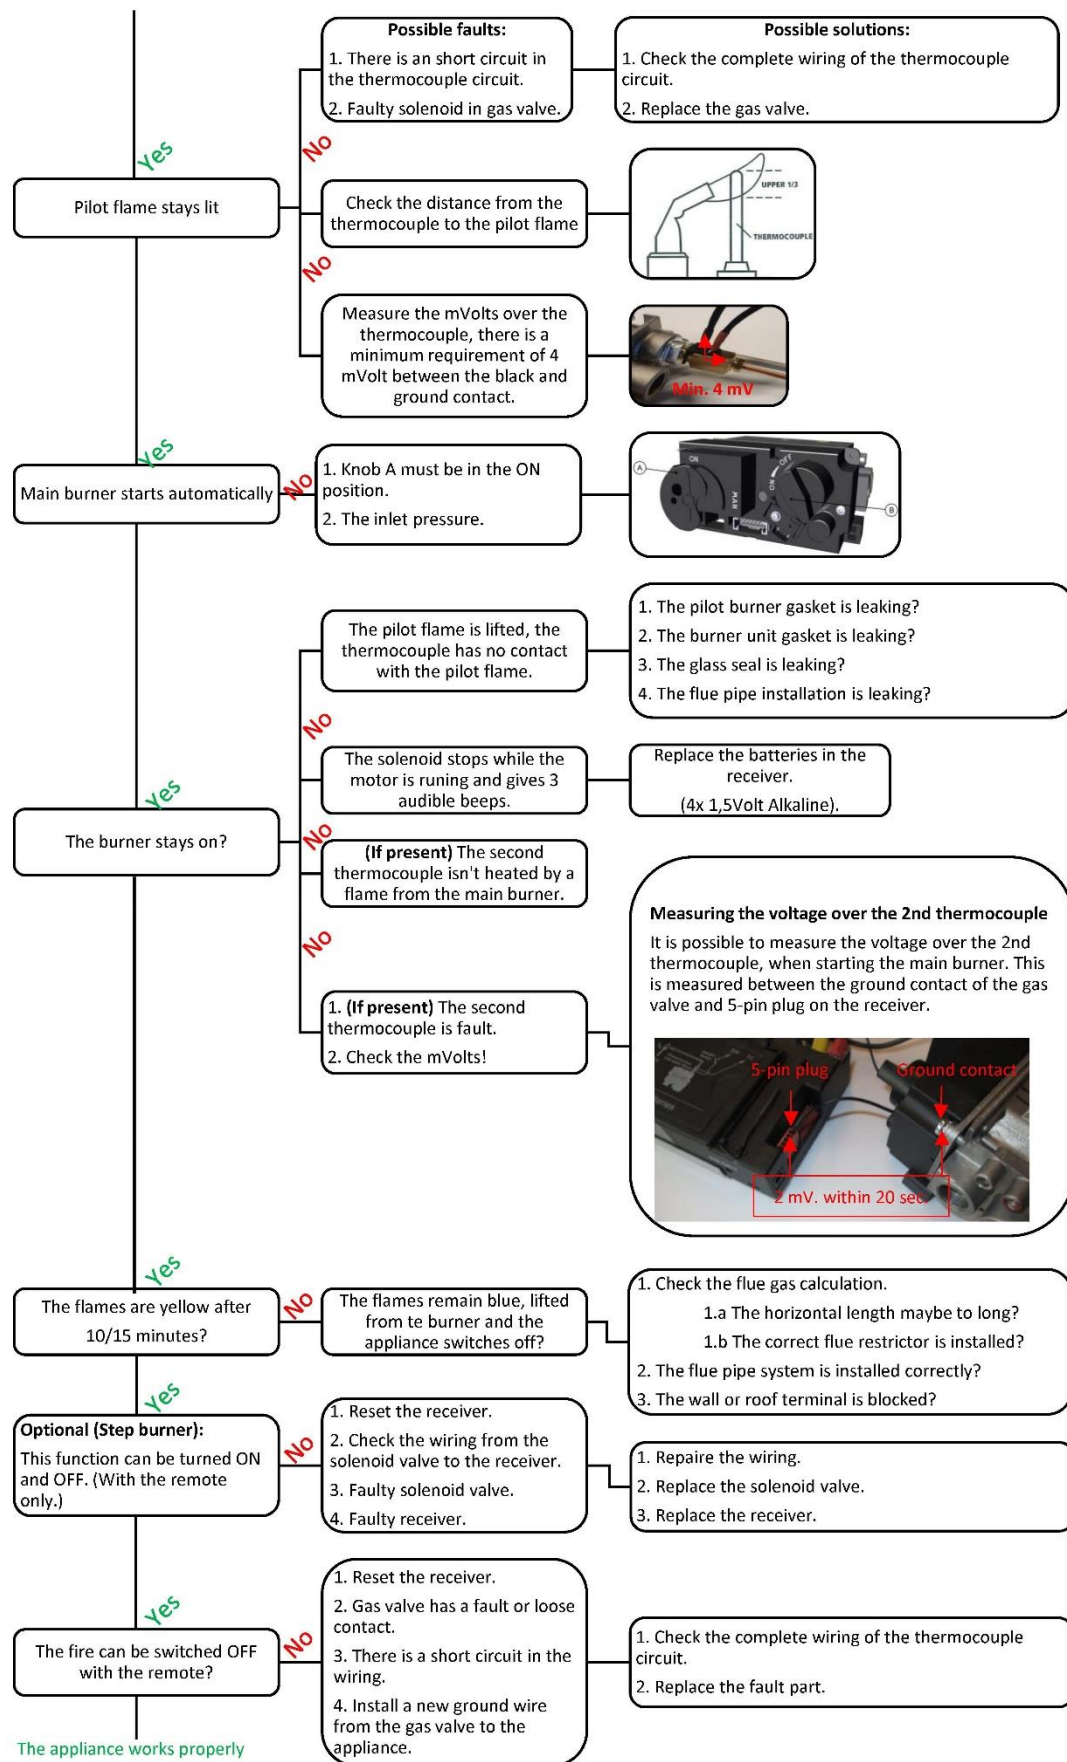 Possible faults:
1. There is an short circuit in
the thermocouple circuit.
2. Faulty solenoid in gas valve.
Possible solutions:
1. Check the complete wiring of the thermocouple
circuit.
2. Replace the gas valve.
Yes
No
Pilot flame stays lit
Check the distance from the
thermocouple to the pilot flame
UPPER 1/3
THERMOCOUPLE
No
Measure the mVolts over the
thermocouple, there is a
minimum requirement of 4
mVolt between the black and
ground contact.
Min. 4 mV
Yes
Main burner starts automatically
No
1. Knob A must be in the ON
position.
2. The inlet pressure.
A
ON
MAN
OFF
ON
B
The pilot flame is lifted, the
thermocouple has no contact
with the pilot flame.
1. The pilot burner gasket is leaking?
2. The burner unit gasket is leaking?
3. The glass seal is leaking?
4. The flue pipe installation is leaking?
No
Yes
The solenoid stops while the
motor is runing and gives 3
audible beeps.
Replace the batteries in the
receiver.
(4x 1,5Volt Alkaline).
The burner stays on?
No
(If present) The second
thermocouple isn't heated by a
flame from the main burner.
No
1. (If present) The second
thermocouple is fault.
2. Check the mVolts!
Measuring the voltage over the 2nd thermocouple
It is possible to measure the voltage over the 2nd
thermocouple, when starting the main burner. This
is measured between the ground contact of the gas
valve and 5-pin plug on the receiver.
5-pin plug
Ground contact
2 mV. within 20 sec.
Yes
The flames are yellow after
10/15 minutes?
No
The flames remain blue, lifted
from te burner and the
appliance switches off?
1. Check the flue gas calculation.
1.a The horizontal length maybe to long?
1.b The correct flue restrictor is installed?
2. The flue pipe system is installed correctly?
3. The wall or roof terminal is blocked?
Yes
Optional (Step burner):
This function can be turned ON
and OFF. (With the remote
only.)
No
1. Reset the receiver.
2. Check the wiring from the
solenoid valve to the receiver.
3. Faulty solenoid valve.
4. Faulty receiver.
1. Repaire the wiring.
2. Replace the solenoid valve.
3. Replace the receiver.
Yes
The fire can be switched OFF
with the remote?
No
1. Reset the receiver.
2. Gas valve has a fault or loose
contact.
3. There is a short circuit in the
wiring.
4. Install a new ground wire
from the gas valve to the
appliance.
1. Check the complete wiring of the thermocouple
circuit.
2. Replace the fault part.
The appliance works properly